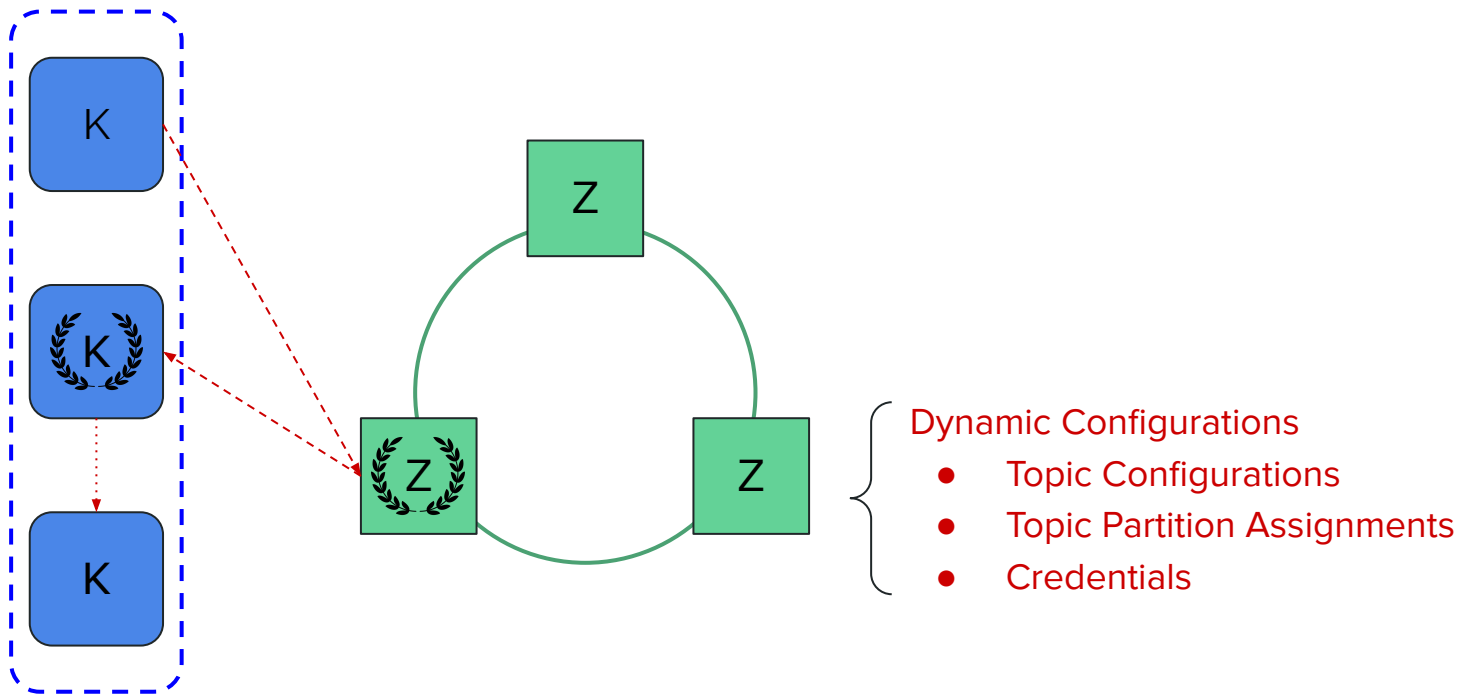 K
Z
K
Z
Z
Dynamic Configurations
● Topic Configurations
● Topic Partition Assignments
● Credentials
K